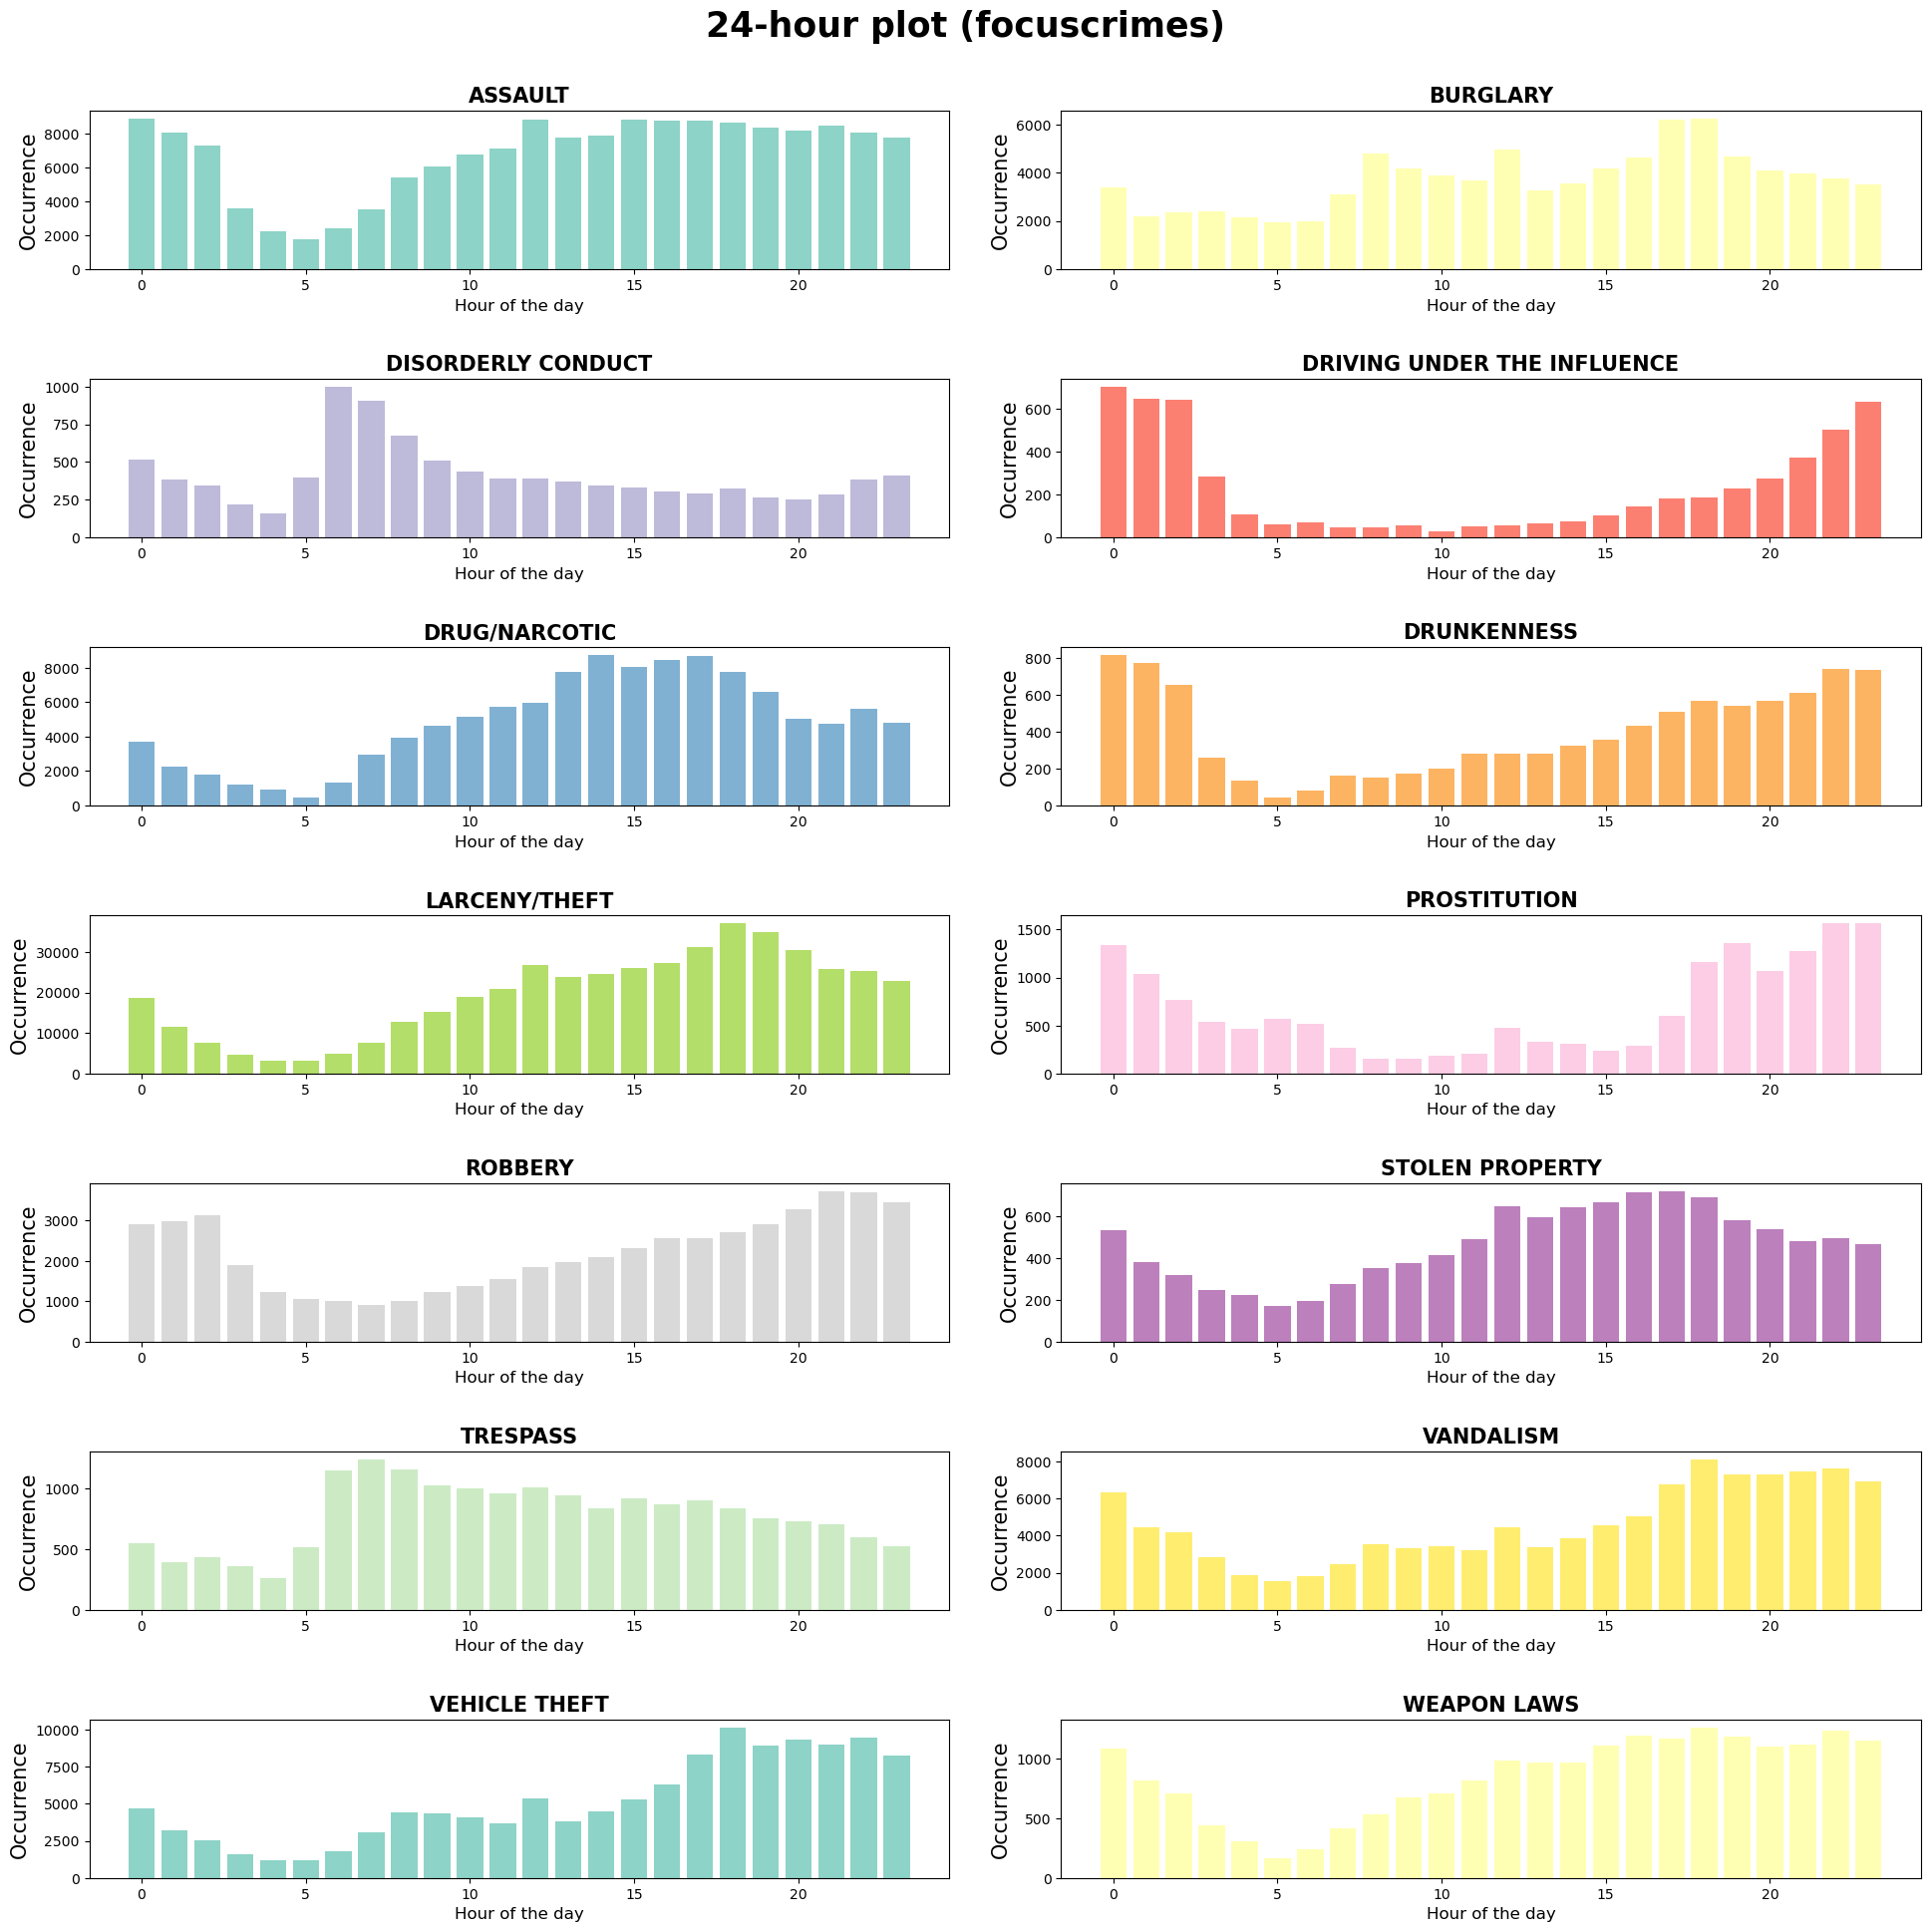 24-hour plot (focuscrimes)
ASSAULT
Occurrence
8000
6000
4000
2000
0
0 5 10 15 20
Hour of the day
BURGLARY
Occurrence
6000
4000
2000
0
0 5 10 15 20
Hour of the day
DISORDERLY CONDUCT
Occurrence
1000
750
500
250
0
0 5 10 15 20
Hour of the day
DRIVING UNDER THE INFLUENCE
Occurrence
600
400
200
0
0 5 10 15 20
Hour of the day
DRUG/NARCOTIC
Occurrence
8000
6000
4000
2000
0
0 5 10 15 20
Hour of the day
DRUNKENNESS
Occurrence
800
600
400
200
0
0 5 10 15 20
Hour of the day
LARCENY/THEFT
Occurrence
30000
20000
10000
0
0 5 10 15 20
Hour of the day
PROSTITUTION
Occurrence
1500
1000
500
0
0 5 10 15 20
Hour of the day
ROBBERY
Occurrence
3000
2000
1000
0
0 5 10 15 20
Hour of the day
STOLEN PROPERTY
Occurrence
600
400
200
0
0 5 10 15 20
Hour of the day
TRESPASS
Occurrence
1000
500
0
0 5 10 15 20
Hour of the day
VANDALISM
Occurrence
8000
6000
4000
2000
0
0 5 10 15 20
Hour of the day
VEHICLE THEFT
Occurrence
10000
7500
5000
2500
0
0 5 10 15 20
Hour of the day
WEAPON LAWS
Occurrence
1000
500
0
0 5 10 15 20
Hour of the day